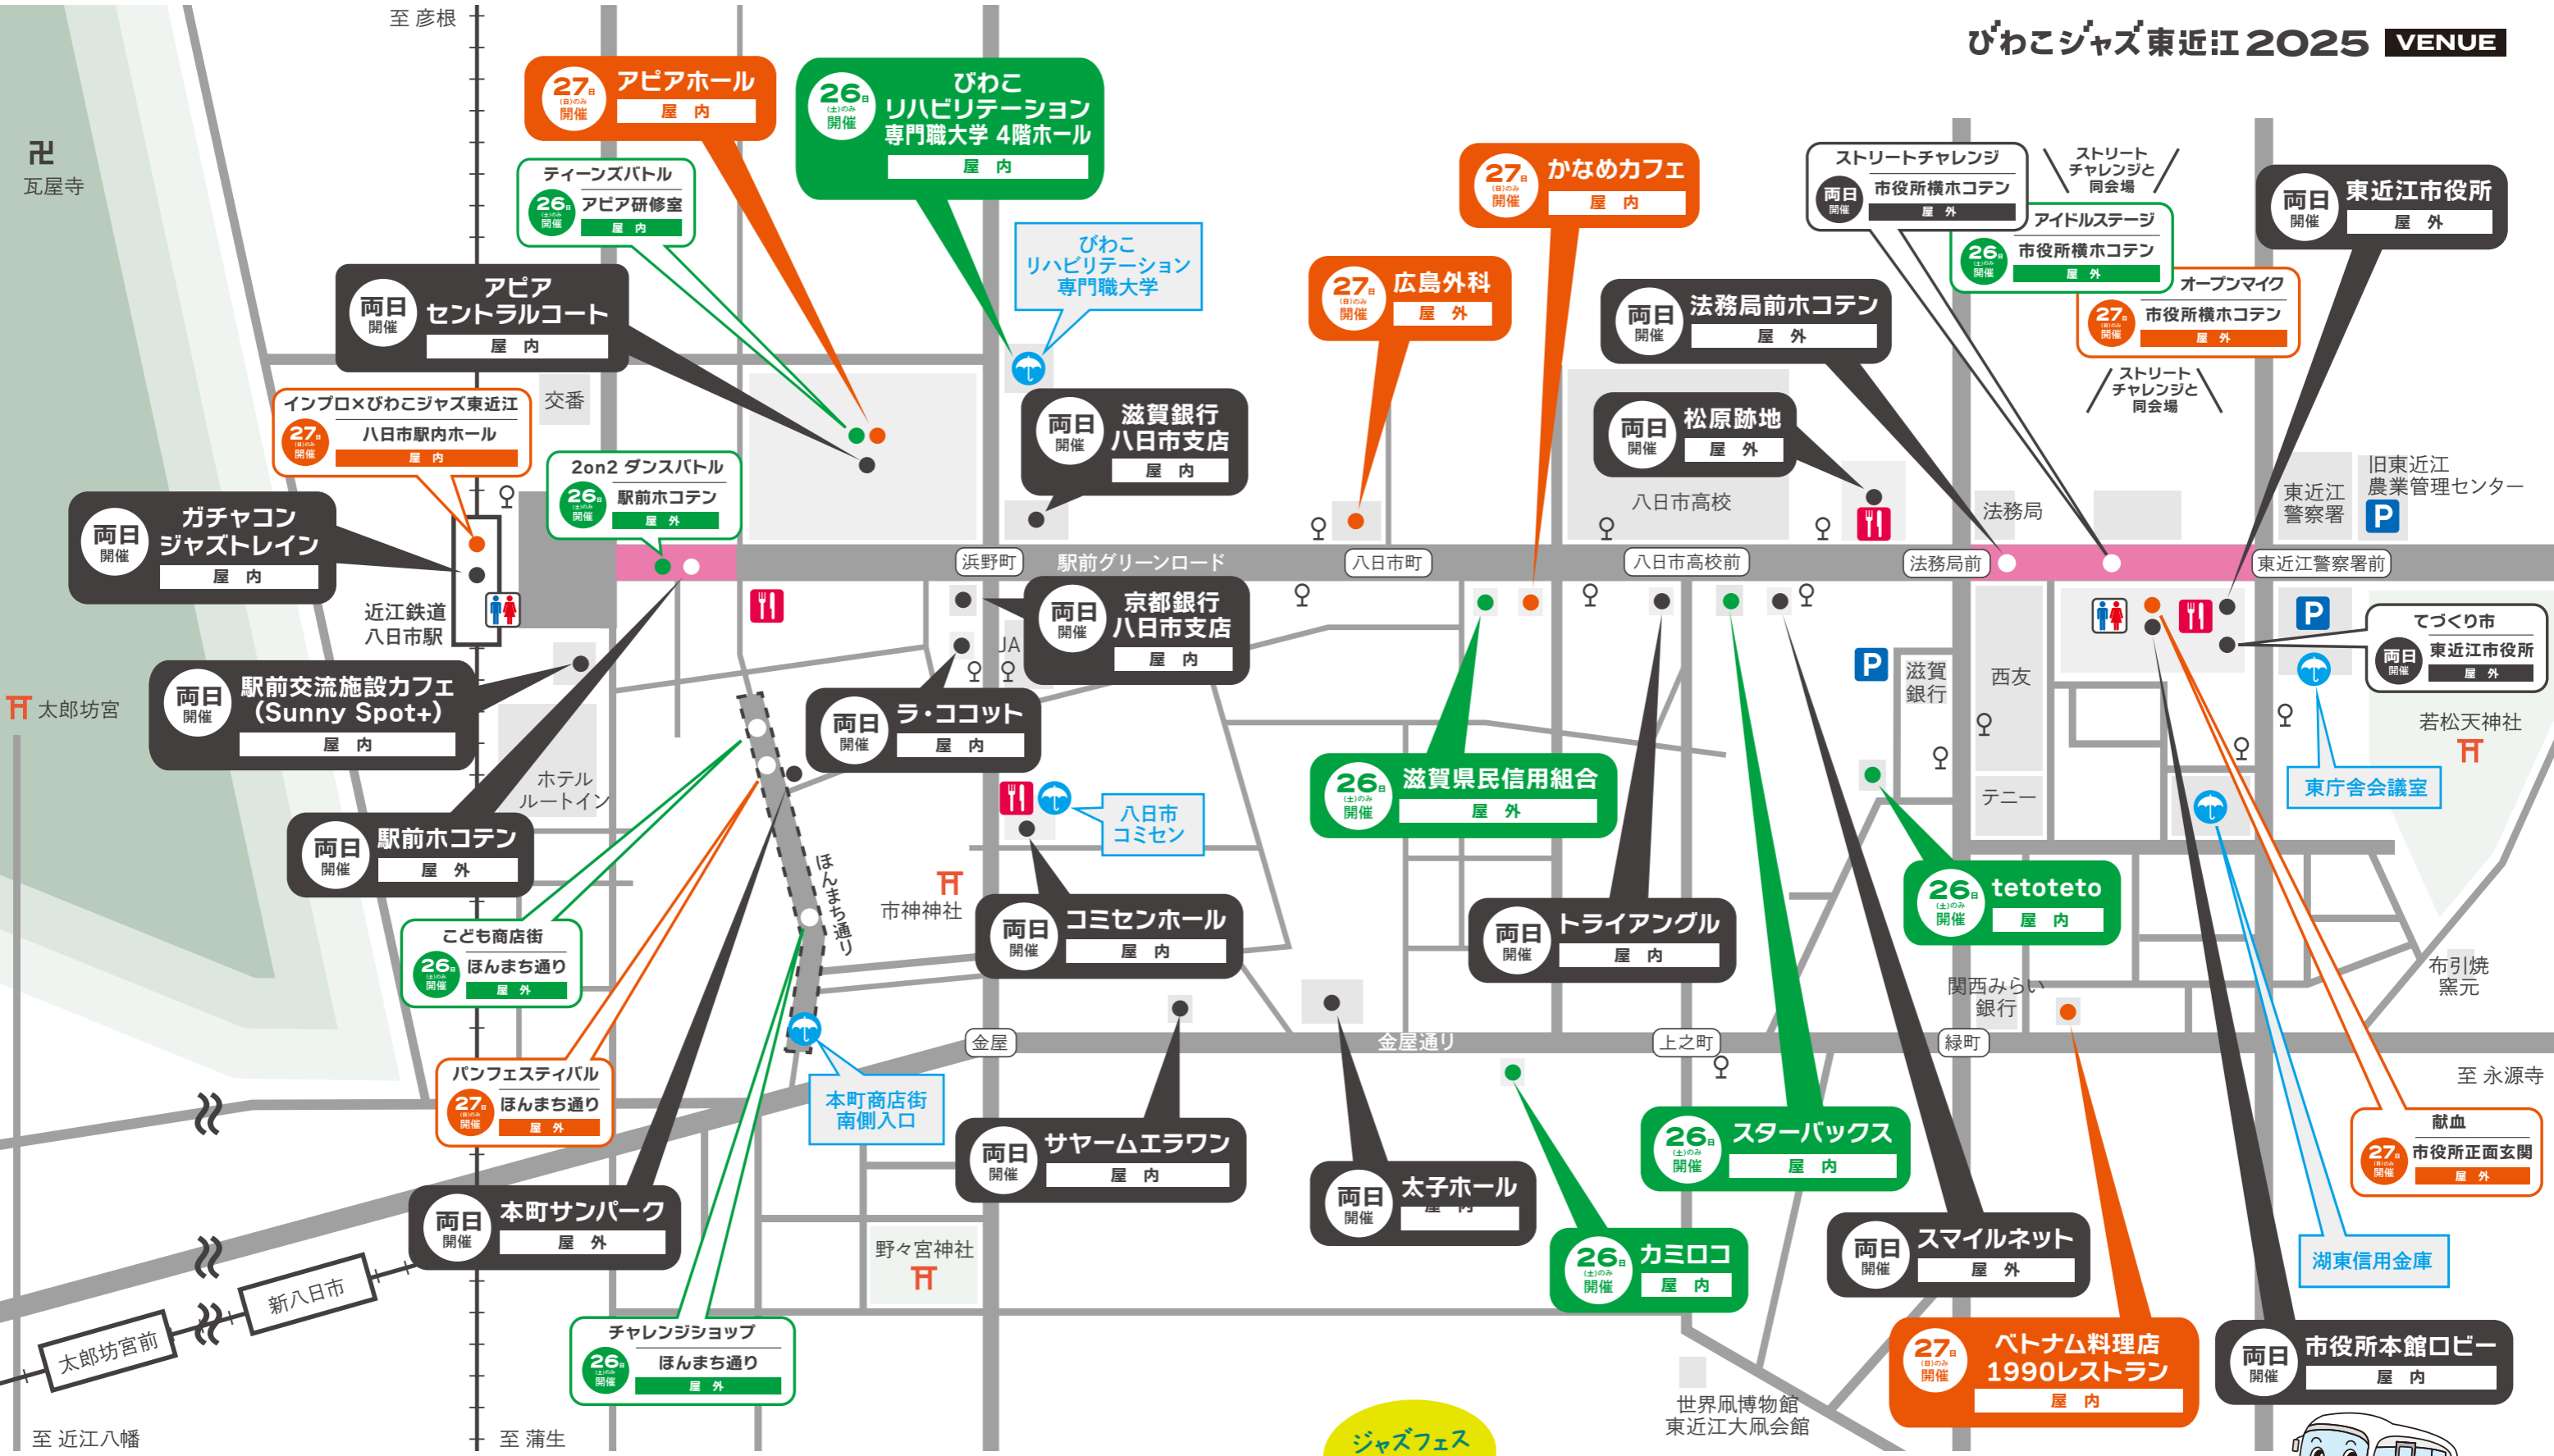 びわこジャズ東近江2025 VENUE
至 彦根
卍
瓦屋寺
27日
(日)のみ
開催
アピアホール
屋 内
26日
(土)のみ
開催
びわこ
リハビリテーション
専門職大学 4階ホール
屋 内
ティーンズバトル
26日
(土)のみ
開催
アピア研修室
屋 内
びわこ
リハビリテーション
専門職大学
27日
(日)のみ
開催
かなめカフェ
屋 内
ストリートチャレンジ
両日
開催
市役所横ホコテン
屋 外
ストリート
チャレンジと
同会場
アイドルステージ
26日
(土)のみ
開催
市役所横ホコテン
屋 外
オープンマイク
27日
(日)のみ
開催
市役所横ホコテン
屋 外
ストリート
チャレンジと
同会場
両日
開催
東近江市役所
屋 外
両日
開催
アピア
セントラルコート
屋 内
27日
(日)のみ
開催
広島外科
屋 外
両日
開催
法務局前ホコテン
屋 外
インプロ×びわこジャズ東近江
27日
(日)のみ
開催
八日市駅内ホール
屋 内
交番
両日
開催
滋賀銀行
八日市支店
屋 内
両日
開催
松原跡地
屋 外
2on2 ダンスバトル
26日
(土)のみ
開催
駅前ホコテン
屋 外
八日市高校
法務局
東近江
警察署
旧東近江
農業管理センター
P
両日
開催
ガチャコン
ジャズトレイン
屋 内
浜野町
駅前グリーンロード
八日市町
八日市高校前
法務局前
東近江警察署前
近江鉄道
八日市駅
両日
開催
京都銀行
八日市支店
屋 内
JA
P
てづくり市
両日
開催
東近江市役所
屋 外
太郎坊宮
両日
開催
駅前交流施設カフェ
(Sunny Spot+)
屋 内
両日
開催
ラ・ココット
屋 内
P
滋賀
銀行
西友
若松天神社
ホテル
ルートイン
26日
(土)のみ
開催
滋賀県民信用組合
屋 外
テニー
東庁舎会議室
両日
開催
駅前ホコテン
屋 外
八日市
コミセン
ほんまち通り
市神神社
両日
開催
コミセンホール
屋 内
両日
開催
トライアングル
屋 内
26日
(土)のみ
開催
tetoteto
屋 内
こども商店街
26日
(土)のみ
開催
ほんまち通り
屋 外
関西みらい
銀行
布引焼
窯元
金屋
金屋通り
上之町
緑町
至 永源寺
パンフェスティバル
27日
(日)のみ
開催
ほんまち通り
屋 外
本町商店街
南側入口
両日
開催
サヤームエラワン
屋 内
26日
(土)のみ
開催
スターバックス
屋 内
献血
27日
(日)のみ
開催
市役所正面玄関
屋 外
両日
開催
本町サンパーク
屋 外
両日
開催
太子ホール
屋 内
26日
(土)のみ
開催
カミロコ
屋 内
両日
開催
スマイルネット
屋 外
湖東信用金庫
野々宮神社
新八日市
太郎坊宮前
チャレンジショップ
26日
(土)のみ
開催
ほんまち通り
屋 外
27日
(日)のみ
開催
ベトナム料理店
1990レストラン
屋 内
両日
開催
市役所本館ロビー
屋 内
世界凧博物館
東近江大凧会館
至 近江八幡
至 蒲生
ジャズフェス